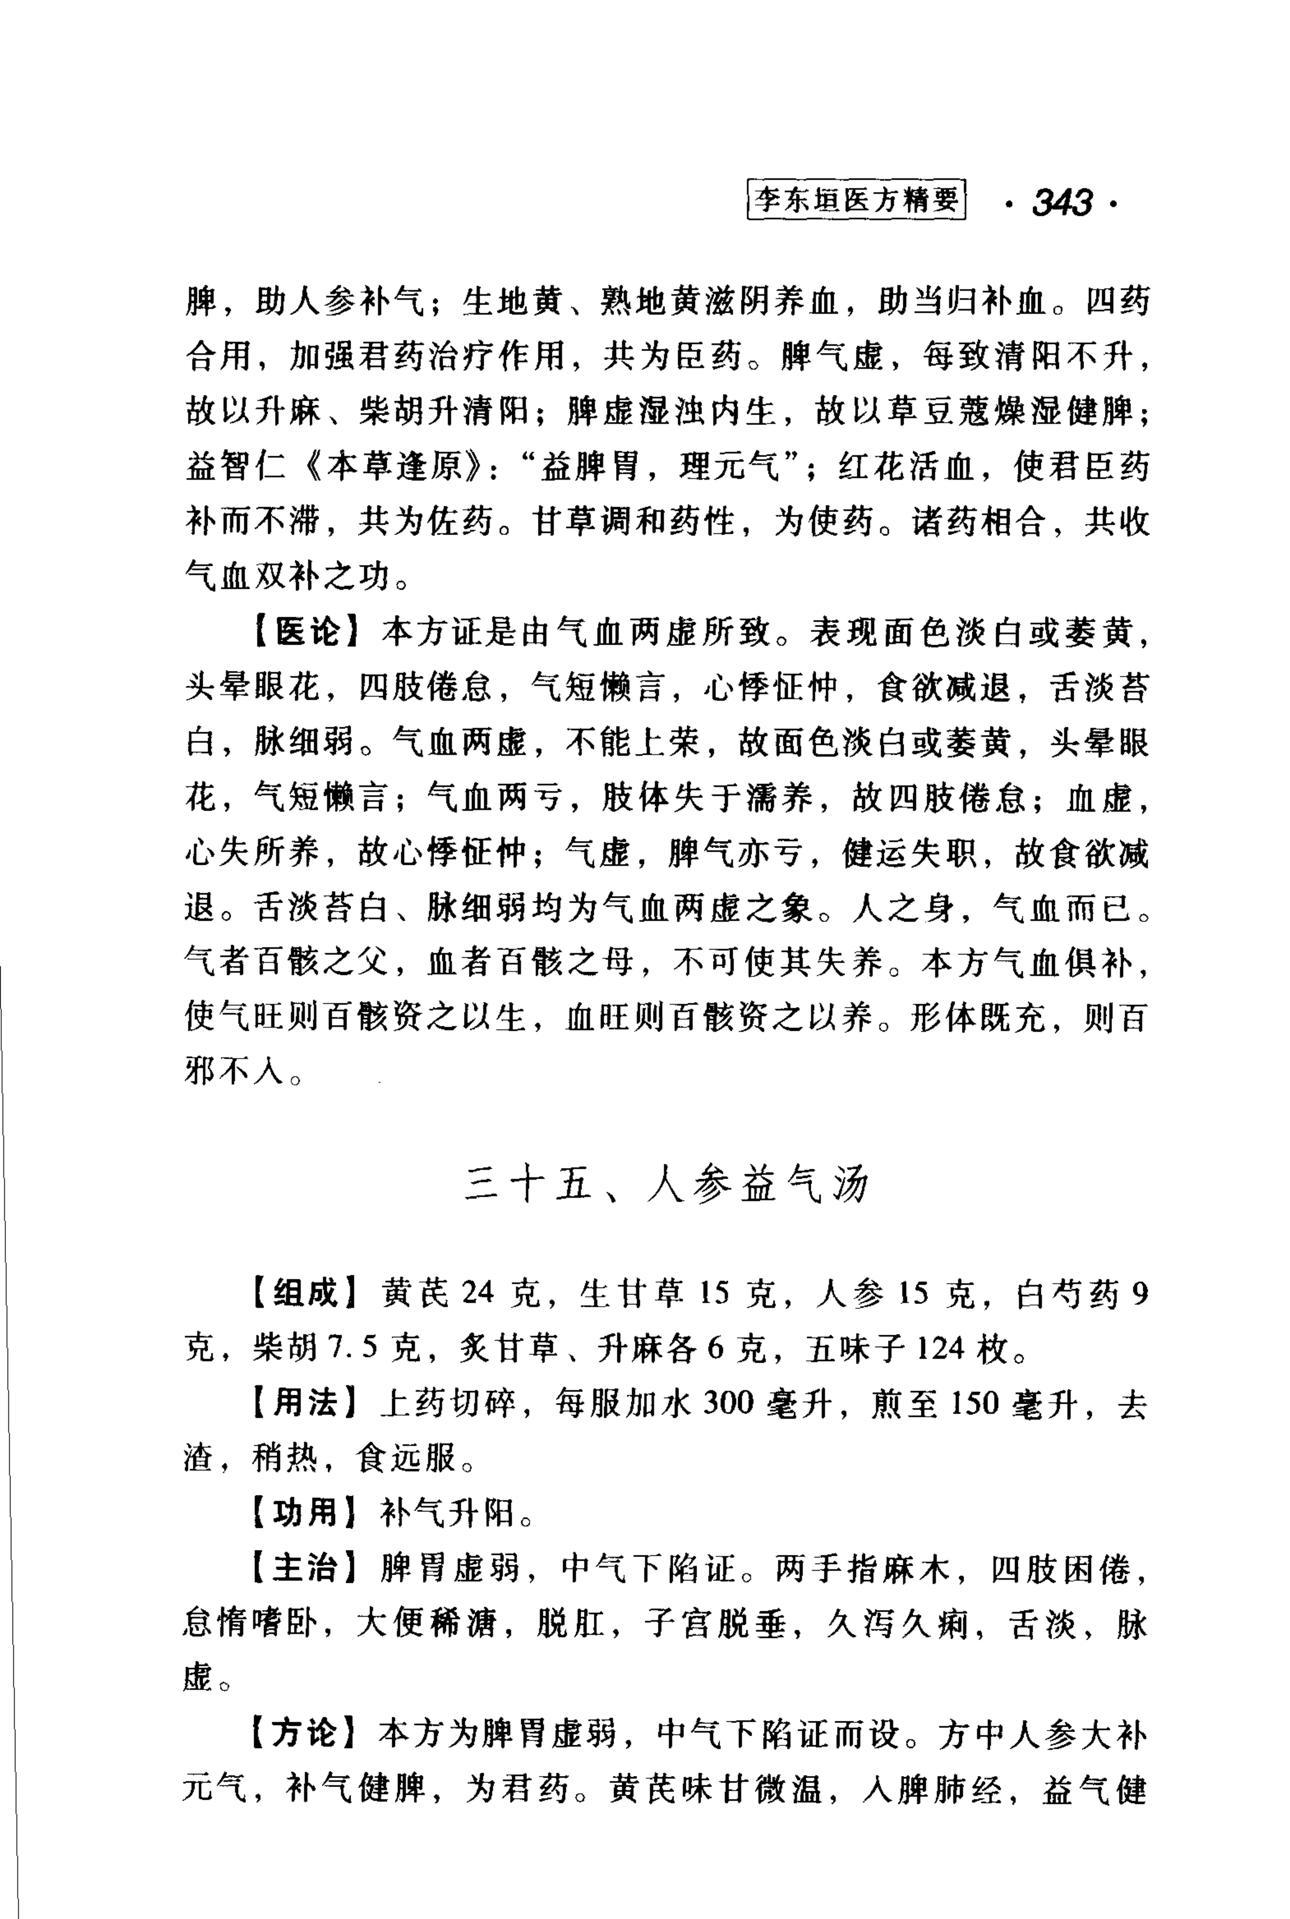 李东垣医方精要 · 343 ·
脾，助人参补气；生地黄、熟地黄滋阴养血，助当归补血。四药
合用，加强君药治疗作用，共为臣药。脾气虚，每致清阳不升，
故以升麻、柴胡升清阳；脾虚湿浊内生，故以草豆蔻燥湿健脾；
益智仁《本草逢原》：“益脾胃，理元气”；红花活血，使君臣药
补而不滞，共为佐药。甘草调和药性，为使药。诸药相合，共收
气血双补之功。
【医论】本方证是由气血两虚所致。表现面色淡白或萎黄，
头晕眼花，四肢倦怠，气短懒言，心悸怔忡，食欲减退，舌淡苔
白，脉细弱。气血两虚，不能上荣，故面色淡白或萎黄，头晕眼
花，气短懒言；气血两亏，肢体失于濡养，故四肢倦怠；血虚，
心失所养，故心悸怔忡；气虚，脾气亦亏，健运失职，故食欲减
退。舌淡苔白、脉细弱均为气血两虚之象。人之身，气血而已。
气者百骸之父，血者百骸之母，不可使其失养。本方气血俱补，
使气旺则百骸资之以生，血旺则百骸资之以养。形体既充，则百
邪不入。
三十五、人参益气汤
【组成】黄芪 24 克，生甘草 15 克，人参 15 克，白芍药 9
克，柴胡 7.5 克，炙甘草、升麻各 6 克，五味子 124 枚。
【用法】上药切碎，每服加水 300 毫升，煎至 150 毫升，去
渣，稍热，食远服。
【功用】补气升阳。
【主治】脾胃虚弱，中气下陷证。两手指麻木，四肢困倦，
怠惰嗜卧，大便稀溏，脱肛，子宫脱垂，久泻久痢，舌淡，脉
虚。
【方论】本方为脾胃虚弱，中气下陷证而设。方中人参大补
元气，补气健脾，为君药。黄芪味甘微温，入脾肺经，益气健